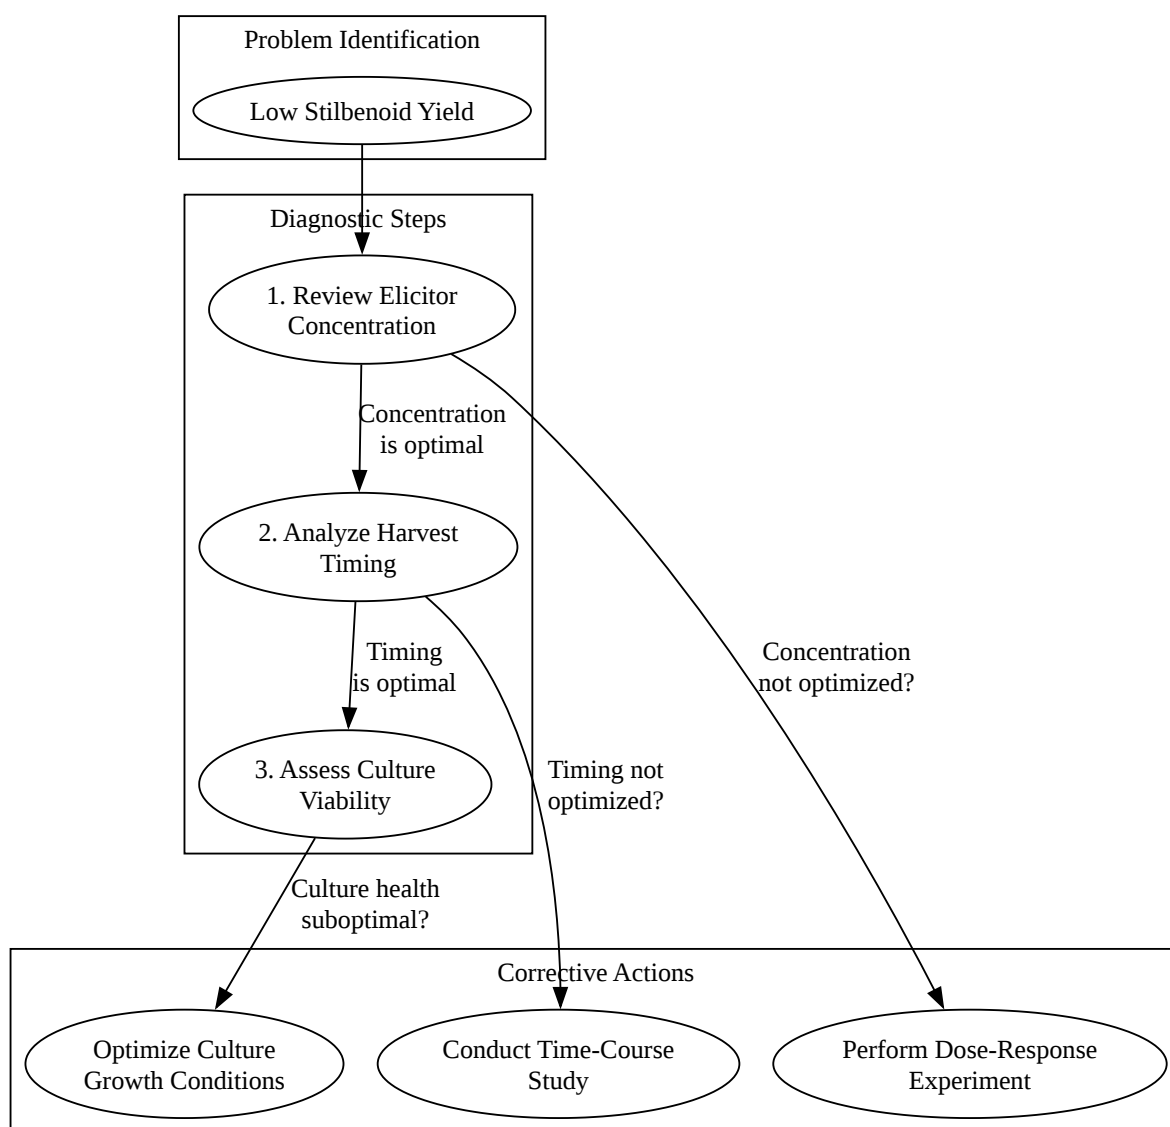 Problem Identification
Low Stilbenoid Yield
Diagnostic Steps
1. Review Elicitor
Concentration
Concentration
is optimal
2. Analyze Harvest
Timing
Timing
is optimal
Concentration
not optimized?
3. Assess Culture
Viability
Timing not
optimized?
Culture health
suboptimal?
Corrective Actions
Optimize Culture
Growth Conditions
Conduct Time-Course
Study
Perform Dose-Response
Experiment